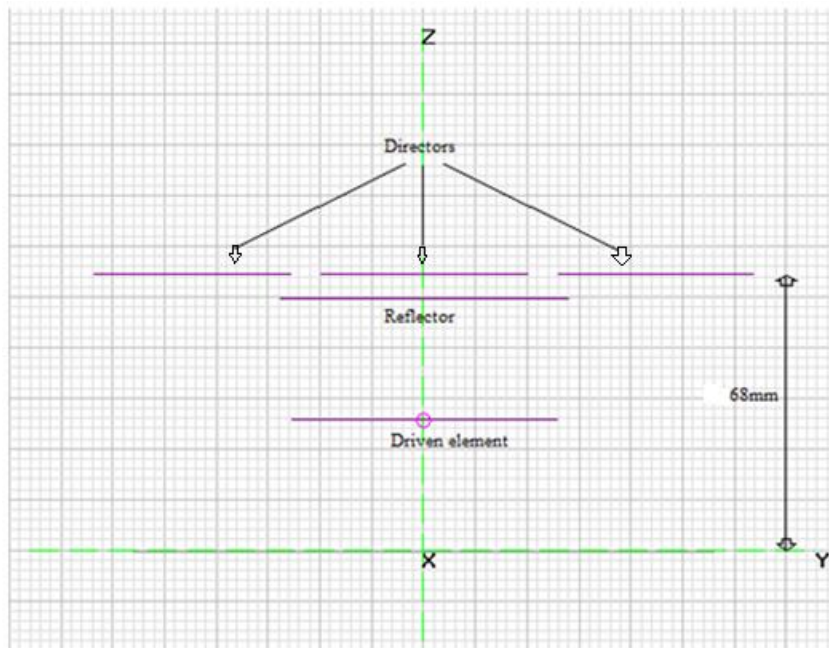 Z
Directors
Reflector
68mm
Driven element
X
Y